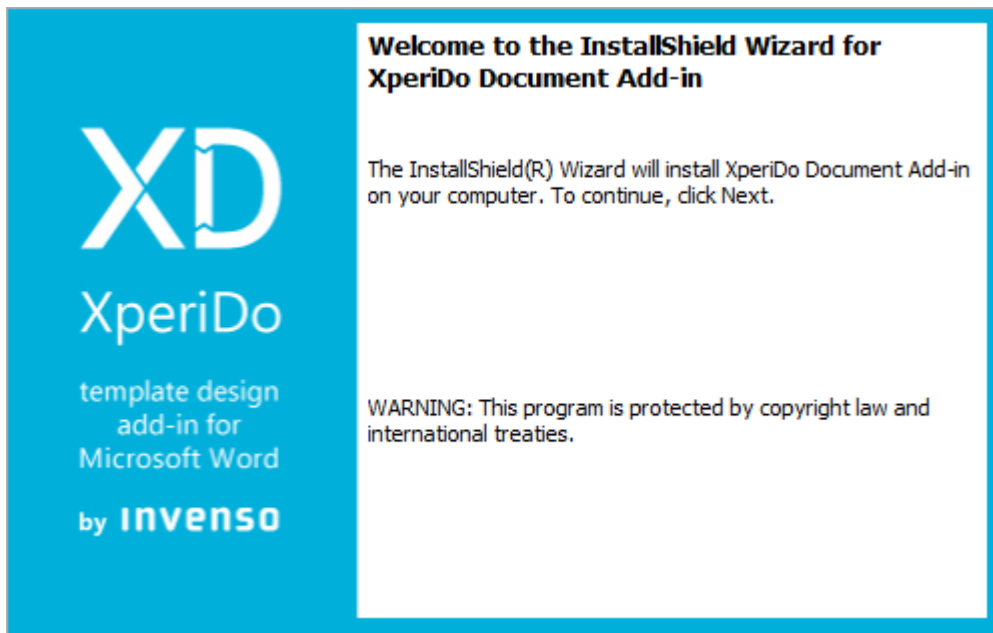 XD
XperiDo
template design
add-in for
Microsoft Word
by invenso
Welcome to the InstallShield Wizard for
XperiDo Document Add-in
The InstallShield(R) Wizard will install XperiDo Document Add-in
on your computer. To continue, click Next.
WARNING: This program is protected by copyright law and
international treaties.